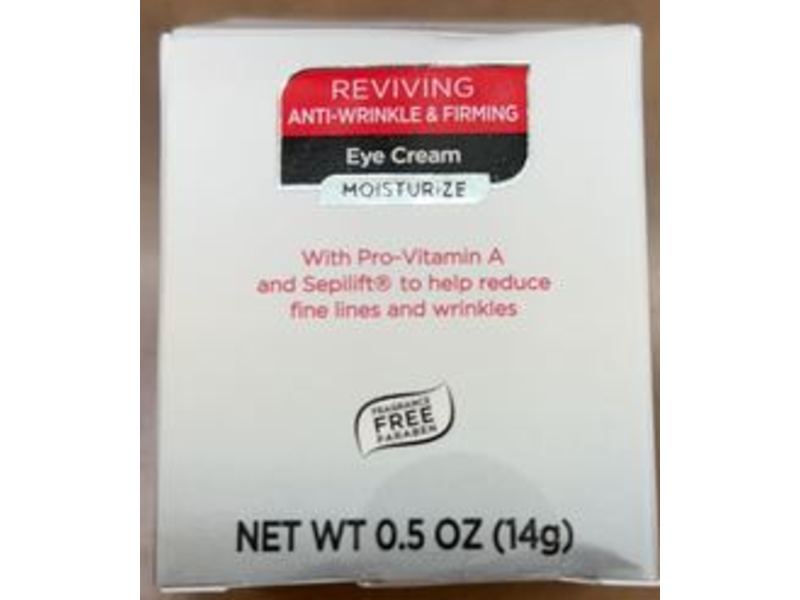 REVIVING
ANTI-WRINKLE & FIRMING
Eye Cream
MOISTURIZE
With Pro-Vitamin A
and Sepilift® to help reduce
fine lines and wrinkles
FRAGRANCE
FREE
PARABEN
NET WT 0.5 OZ (14g)